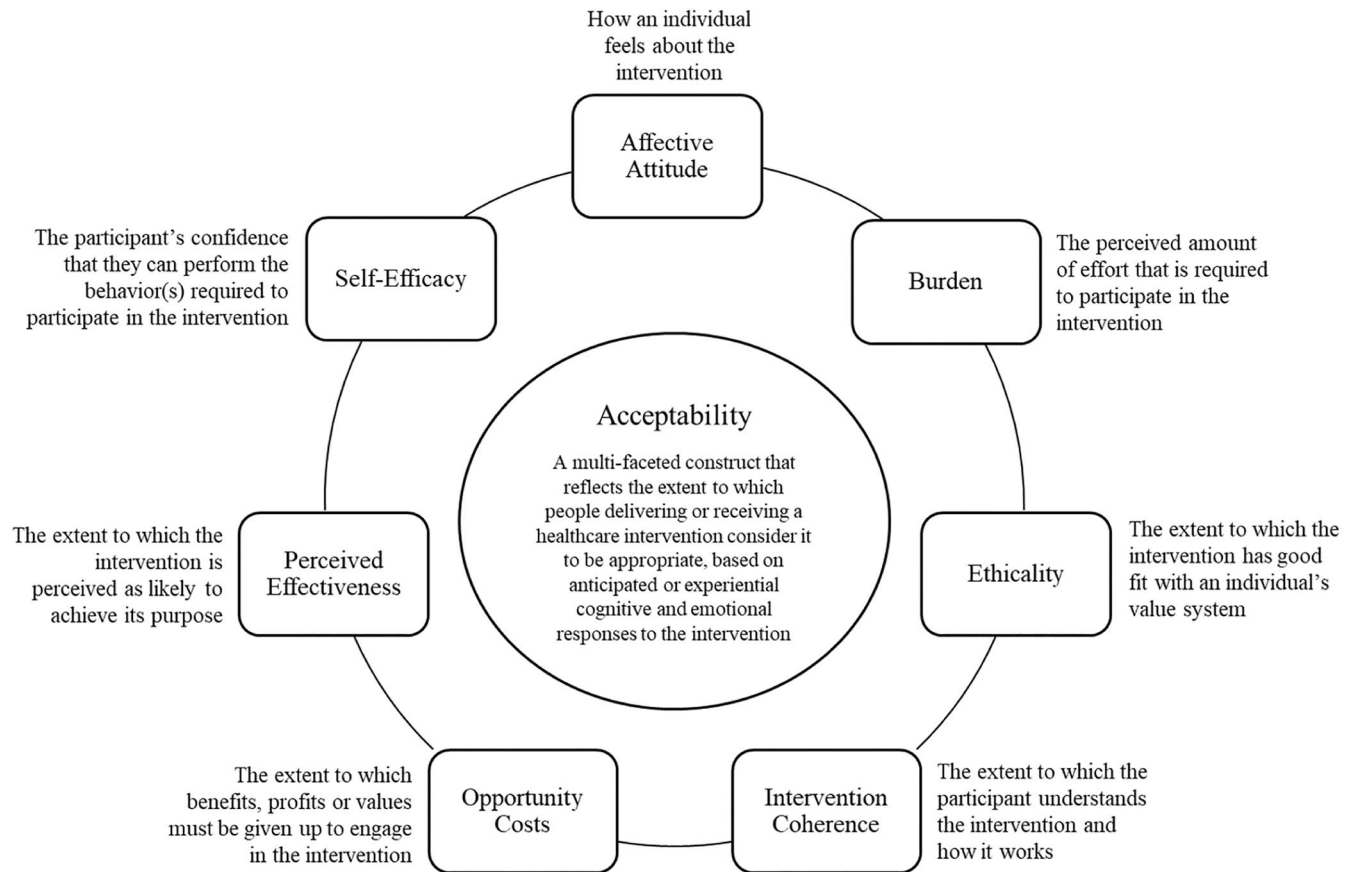 How an individual
feels about the
intervention
Affective
Attitude
The participant’s confidence
that they can perform the
behavior(s) required to
participate in the intervention
Self-Efficacy
Burden
The perceived amount
of effort that is required
to participate in the
intervention
Acceptability
A multi-faceted construct that
reflects the extent to which
people delivering or receiving a
healthcare intervention consider it
to be appropriate, based on
anticipated or experiential
cognitive and emotional
responses to the intervention
The extent to which the
intervention is
perceived as likely to
achieve its purpose
Perceived
Effectiveness
Ethicality
The extent to which the
intervention has good
fit with an individual’s
value system
The extent to which
benefits, profits or values
must be given up to engage
in the intervention
Opportunity
Costs
Intervention
Coherence
The extent to which the
participant understands
the intervention and
how it works